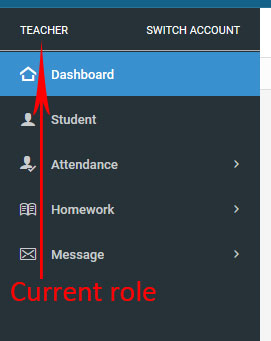 TEACHER SWITCH ACCOUNT
Dashboard
Student
Attendance
Homework
Message
Current role